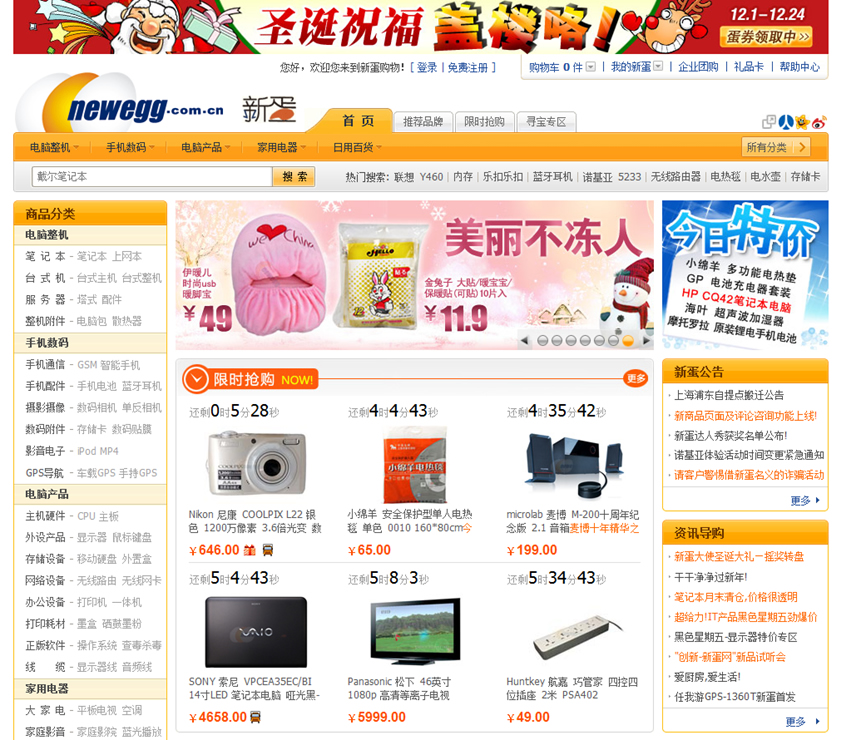 圣诞祝福 盖楼咯!
12.1-12.24
蛋券领取中>>
您好，欢迎您来到新蛋购物! [ 登录 | 免费注册 ]
购物车 0 件 | 我的新蛋 | 企业团购 | 礼品卡 | 帮助中心
newegg.com.cn 新蛋
首 页 推荐品牌 限时抢购 寻宝专区
电脑整机 手机数码 电脑产品 家用电器 日用百货 所有分类
戴尔笔记本 搜 索 热门搜索: 联想 Y460 | 内存 | 乐扣乐扣 | 蓝牙耳机 | 诺基亚 5233 | 无线路由器 | 电热毯 | 电水壶 | 存储卡
商品分类
电脑整机
笔 记 本 - 笔记本 上网本
台 式 机 - 台式主机 台式整机
服 务 器 - 塔式 配件
整机附件 - 电脑包 散热器
手机数码
手机通信 - GSM 智能手机
手机配件 - 手机电池 蓝牙耳机
摄影摄像 - 数码相机 单反相机
数码附件 - 存储卡 数码贴膜
影音电子 - iPod MP4
GPS导航 - 车载GPS 手持GPS
电脑产品
主机硬件 - CPU 主板
外设产品 - 显示器 鼠标键盘
存储设备 - 移动硬盘 外置盒
网络设备 - 无线路由 无线网卡
办公设备 - 打印机 一体机
打印耗材 - 墨盒 硒鼓墨粉
正版软件 - 操作系统 查毒杀毒
线 缆 - 显示器线 音频线
家用电器
大 家 电 - 平板电视 空调
家庭影音 - 家庭影院 蓝光播放
美丽不冻人
we China
伊暖儿
时尚usb
暖脚宝
¥49
HELLO
金兔子 大贴/暖宝宝/
保暖贴(可贴)10片入
¥11.9
今日特价
小绵羊 多功能电热垫
GP 电池充电器套装
HP CQ42笔记本电脑
海叶 超声波加湿器
摩托罗拉 原装锂电手机电池
限时抢购 NOW! 更多
还剩0时5分28秒
COOLPIX
Nikon 尼康 COOLPIX L22 银
色 1200万像素 3.6倍光变 数
¥646.00
还剩4时4分43秒
小绵羊电热毯
小绵羊 安全保护型单人电热
毯 单色 0010 160*80cm今
¥65.00
还剩4时35分42秒
microlab 麦博 M-200十周年纪
念版 2.1 音箱麦博十年精华之
¥199.00
还剩5时4分43秒
VAIO
SONY 索尼 VPCEA35EC/BI
14寸LED 笔记本电脑 哑光黑-
¥4658.00
还剩5时8分3秒
Panasonic 松下 46英寸
1080p 高清等离子电视
¥5999.00
还剩5时34分43秒
Huntkey 航嘉 巧管家 四控四
位插座 2米 PSA402
¥49.00
新蛋公告
· 上海浦东自提点搬迁公告
· 新商品页面及评论咨询功能上线!
· 新蛋达人秀获奖名单公布!
· 诺基亚体验活动时间变更紧急通知
· 请客户警惕借新蛋名义的诈骗活动
更多
资讯导购
· 新蛋大使圣诞大礼－摇奖转盘
· 干干净净过新年!
· 笔记本月末清仓,价格很透明
· 超给力!IT产品黑色星期五劲爆价
· 黑色星期五-显示器特价专区
· "创新-新蛋网"新品试听会
· 爱厨房,爱生活!
· 任我游GPS-1360T新蛋首发
更多